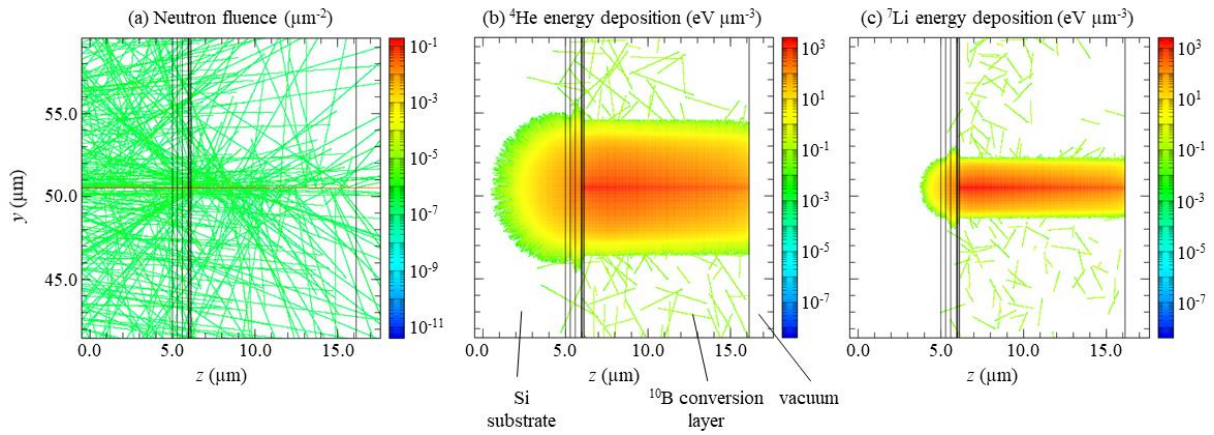 (a) Neutron fluence (µm-2)
(b) 4He energy deposition (eV µm-3)
(c) 7Li energy deposition (eV µm-3)
y (µm)
55.0
50.0
45.0
0.0 5.0 10.0 15.0
z (µm)
10-1
10-3
10-5
10-7
10-9
10-11
0.0 5.0 10.0 15.0
z (µm)
103
101
10-1
10-3
10-5
10-7
0.0 5.0 10.0 15.0
z (µm)
103
101
10-1
10-3
10-5
10-7
Si
substrate
10B conversion
layer
vacuum